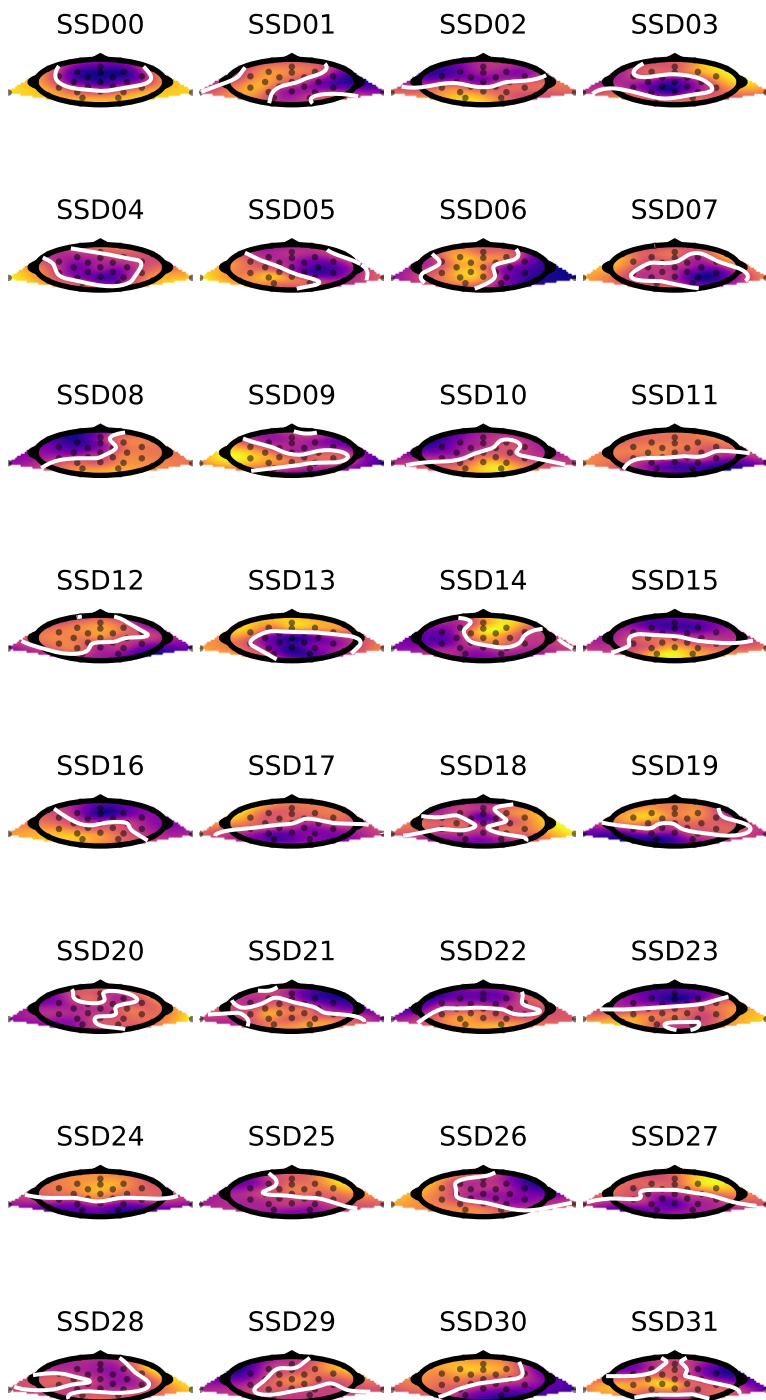 SSD00 SSD01 SSD02 SSD03
SSD04 SSD05 SSD06 SSD07
SSD08 SSD09 SSD10 SSD11
SSD12 SSD13 SSD14 SSD15
SSD16 SSD17 SSD18 SSD19
SSD20 SSD21 SSD22 SSD23
SSD24 SSD25 SSD26 SSD27
SSD28 SSD29 SSD30 SSD31